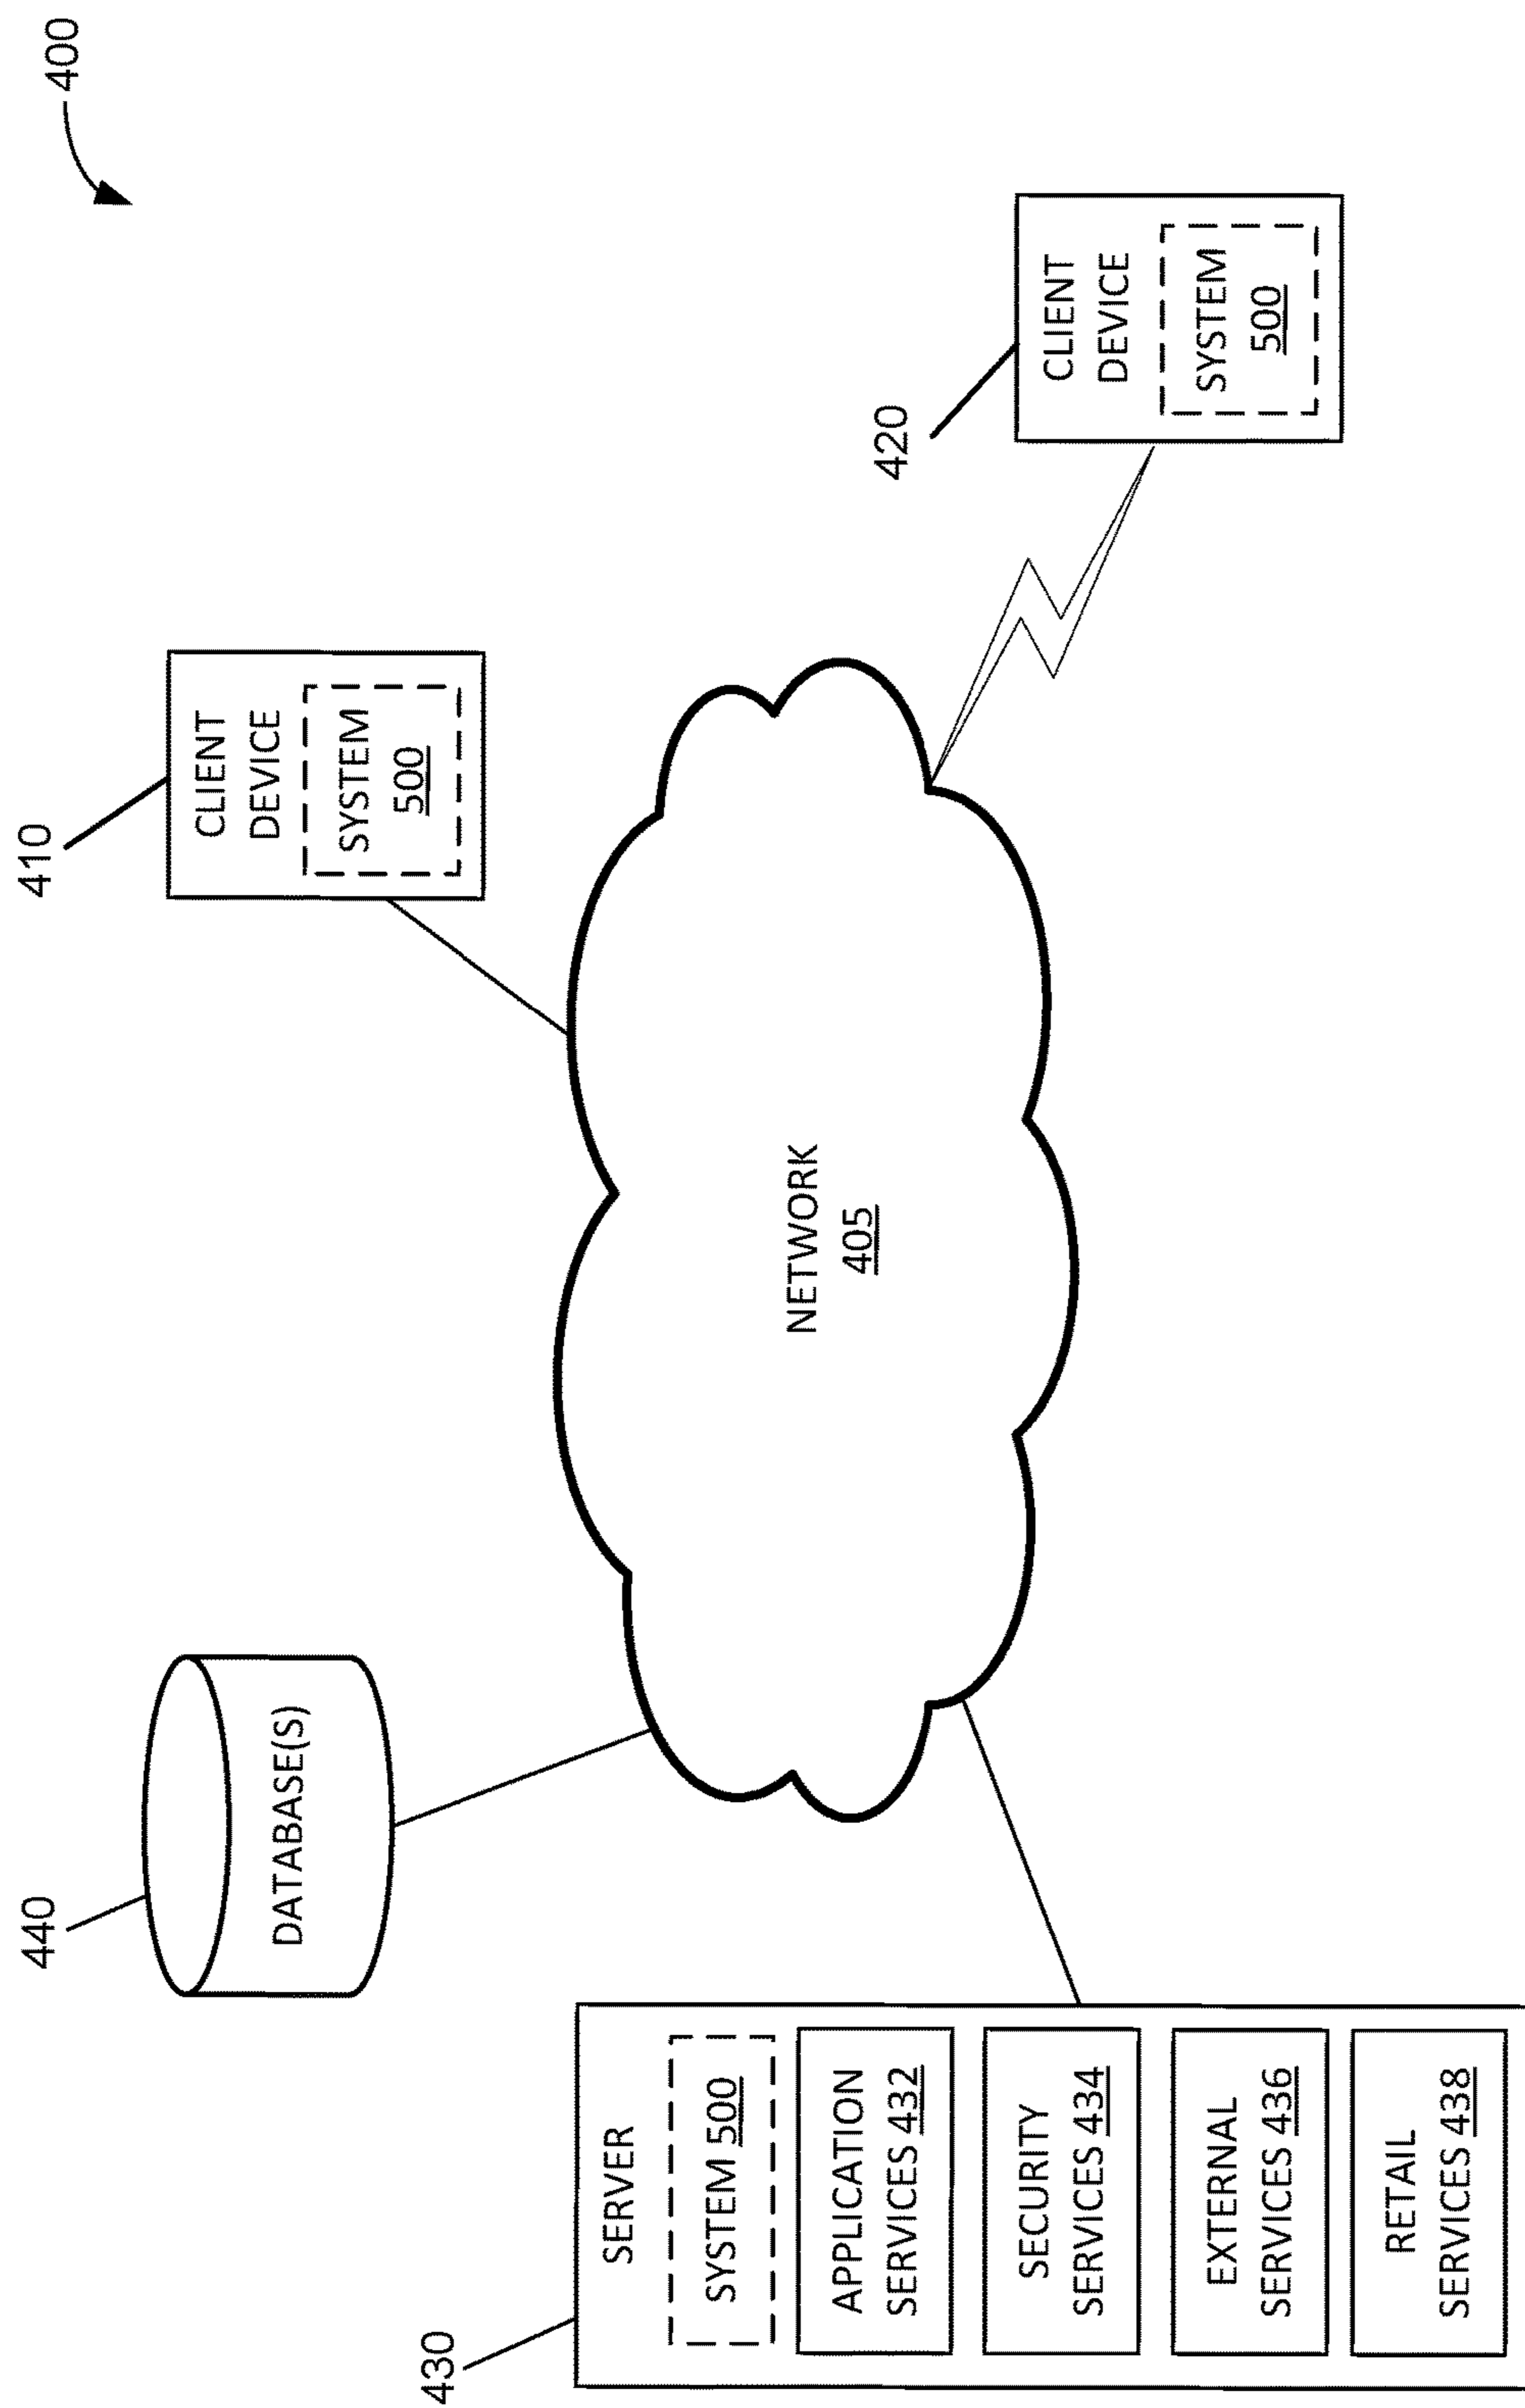 400
440
DATABASE(S)
410
CLIENT
DEVICE
SYSTEM
500
420
CLIENT
DEVICE
SYSTEM
500
NETWORK
405
430
SERVER
SYSTEM 500
APPLICATION
SERVICES 432
SECURITY
SERVICES 434
EXTERNAL
SERVICES 436
RETAIL
SERVICES 438